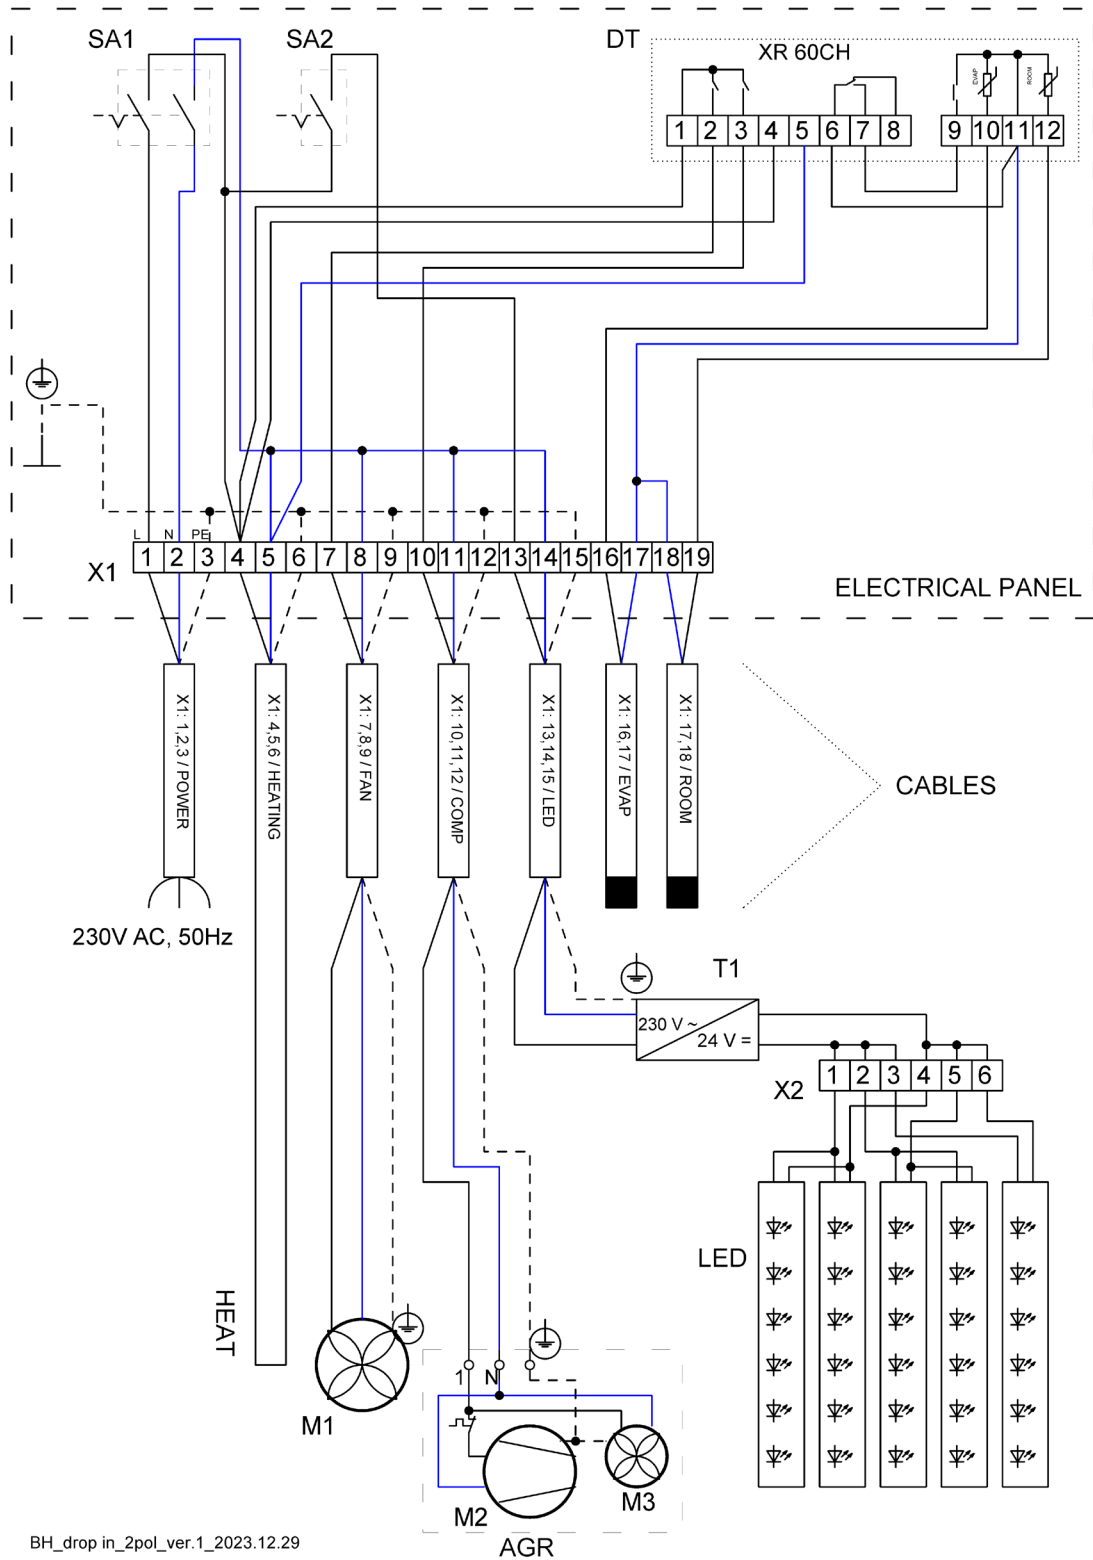 SA1
SA2
DT
XR 60CH
EVAP
ROOM
1 2 3 4 5 6 7 8
9 10 11 12
L N PE
X1
1 2 3 4 5 6 7 8 9 10 11 12 13 14 15 16 17 18 19
ELECTRICAL PANEL
X1: 1,2,3 / POWER
X1: 4,5,6 / HEATING
X1: 7,8,9 / FAN
X1: 10,11,12 / COMP
X1: 13,14,15 / LED
X1: 16,17 / EVAP
X1: 17,18 / ROOM
CABLES
230V AC, 50Hz
T1
230 V ~
24 V =
X2
1 2 3 4 5 6
LED
HEAT
M1
1 N
M2
M3
AGR
BH_drop in_2pol_ver.1_2023.12.29